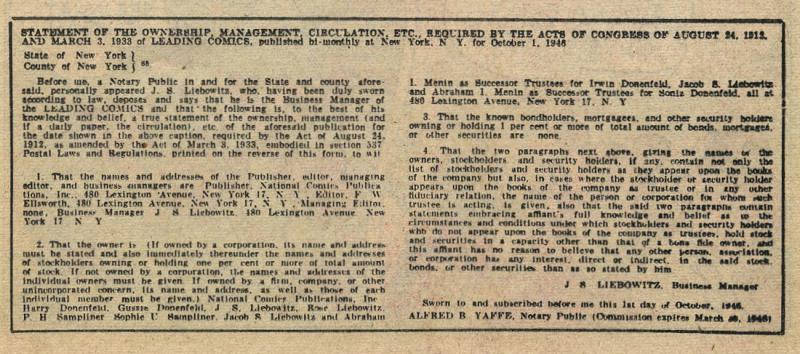 STATEMENT OF THE OWNERSHIP, MANAGEMENT, CIRCULATION, ETC., REQUIRED BY THE ACTS OF CONGRESS OF AUGUST 24, 1912,
AND MARCH 3, 1933 of LEADING COMICS, published bi-monthly at New York, N Y. for October 1, 1946
State of New York }
County of New York } ss
Before me, a Notary Public in and for the State and county afore-
said, personally appeared J. S. Liebowitz, who, having been duly sworn
according to law, deposes and says that he is the Business Manager of
the LEADING COMICS and that the following is, to the best of his
knowledge and belief, a true statement of the ownership, management (and
if a daily paper, the circulation), etc. of the aforesaid publication for
the date shown in the above caption, required by the Act of August 24,
1912, as amended by the Act of March 3, 1933, embodied in section 537
Postal Laws and Regulations, printed on the reverse of this form, to wit
1. That the names and addresses of the Publisher, editor, managing
editor, and business managers are Publisher, National Comics Publica
tions, Inc., 480 Lexington Avenue, New York 17, N Y, Editor, F W
Ellsworth, 480 Lexington Avenue, New York 17, N Y, Managing Editor,
none, Business Manager J S Liebowitz, 480 Lexington Avenue New
York 17 N Y
2. That the owner is (If owned by a corporation, its name and address
must be stated and also immediately thereunder the names and addresses
of stockholders owning or holding one per cent or more of total amount
of stock. If not owned by a corporation, the names and addresses of the
individual owners must be given. If owned by a firm, company, or other
unincorporated concern, its name and address, as well as those of each
individual member must be given.) National Comics Publications, Inc
Harry Donenfeld, Gussie Donenfeld, J S, Liebowitz, Rose Liebowitz,
P. H Sampliner Sophie U Sampliner, Jacob S Liebowitz and Abraham
I. Menin as Successor Trustees for Irwin Donenfeld, Jacob S. Liebowitz
and Abraham I. Menin as Successor Trustees for Sonia Donenfeld, all at
480 Lexington Avenue, New York 17, N. Y
3. That the known bondholders, mortgagees, and other security holders
owning or holding 1 per cent or more of total amount of bonds, mortgages,
or other securities are none.
4. That the two paragraphs next above, giving the names of the
owners, stockholders and security holders, if any, contain not only the
list of stockholders and security holders as they appear upon the books
of the company but also, in cases where the stockholder or security holder
appears upon the books of the company as trustee or in any other
fiduciary relation, the name of the person or corporation for whom such
trustee is acting, is given, also that the said two paragraphs contain
statements embracing affiant's full knowledge and belief as to the
circumstances and conditions under which stockholders and security holders
who do not appear upon the books of the company as trustees, hold stock
and securities in a capacity other than that of a bona fide owner, and
this affiant has no reason to believe that any other person, association,
or corporation has any interest, direct or indirect, in the said stock,
bonds, or other securities than as so stated by him
J S LIEBOWITZ, Business Manager
Sworn to and subscribed before me this 1st day of October, 1946.
ALFRED B YAFFE, Notary Public (Commission expires March 1948)